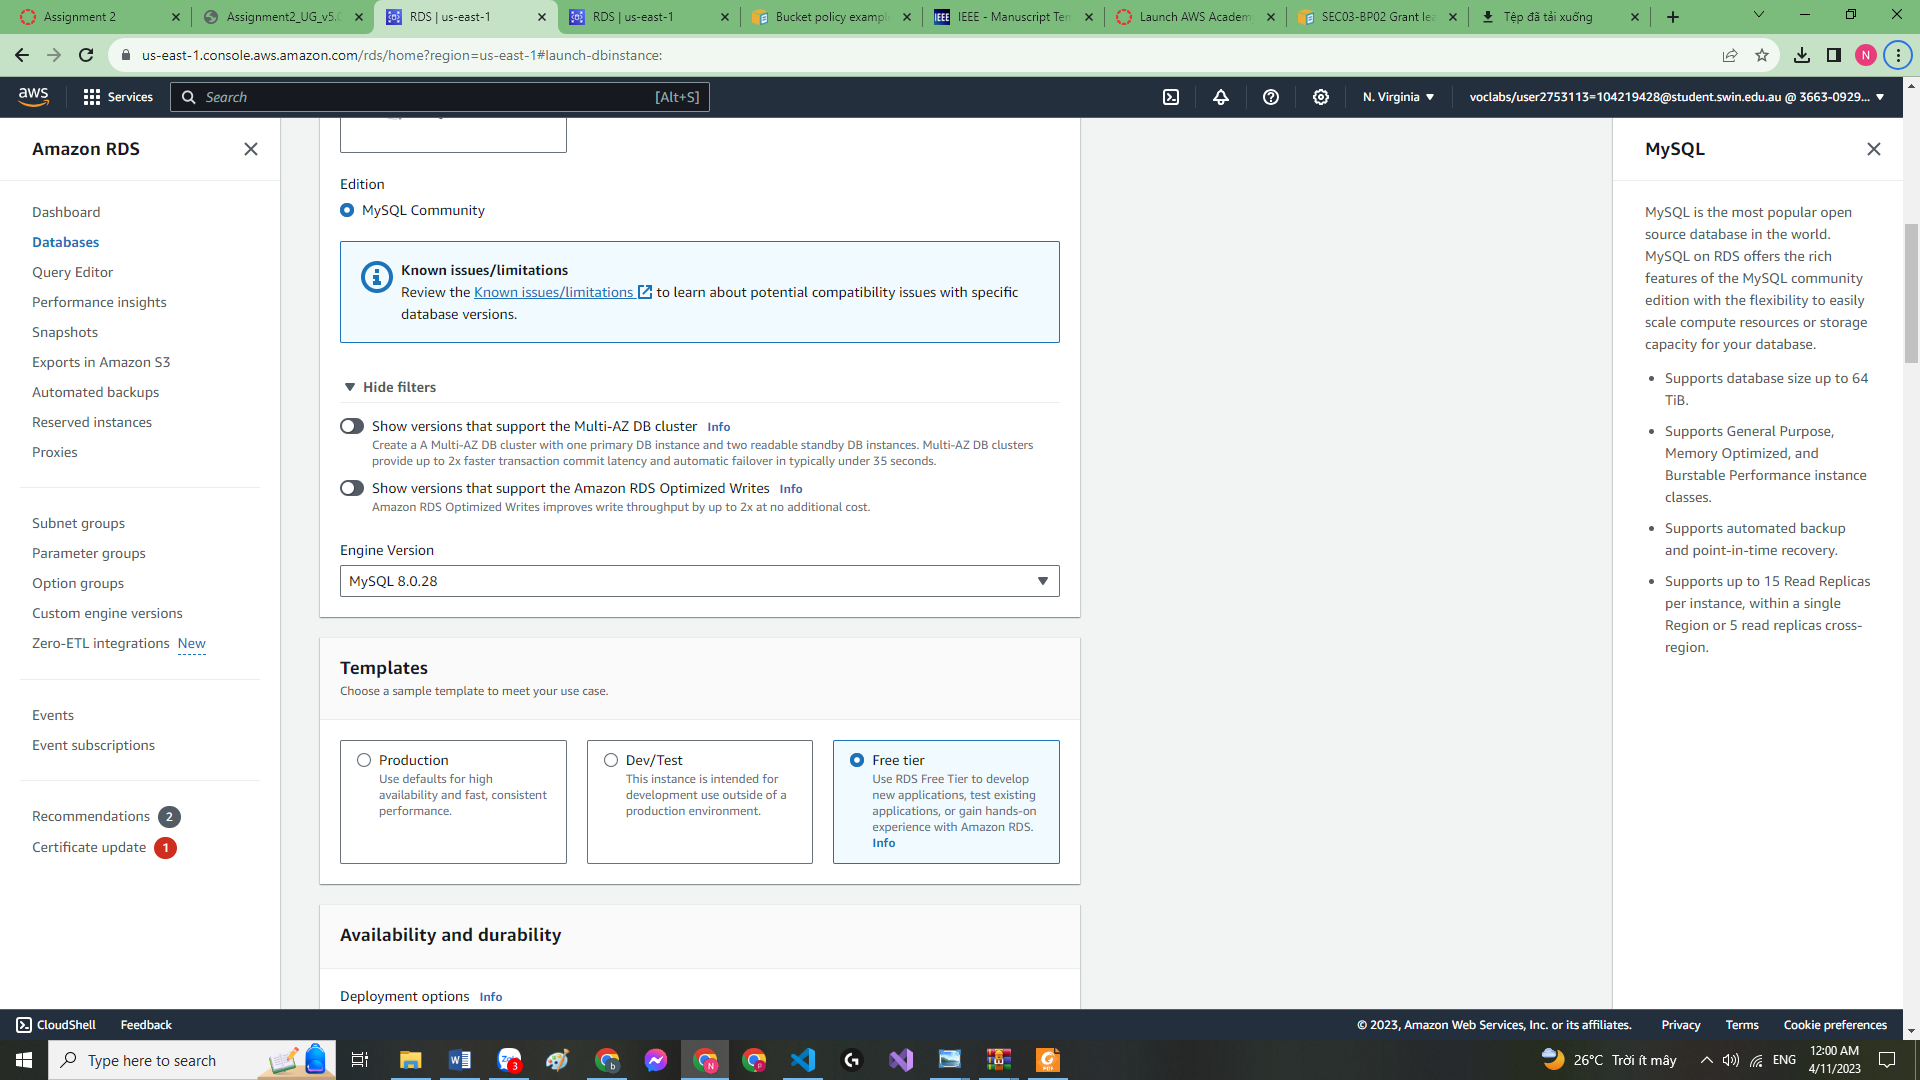 Assignment 2
Assignment2_UG_v5.0
RDS | us-east-1
RDS | us-east-1
Bucket policy example
IEEE - Manuscript Ten
Launch AWS Academ
SEC03-BP02 Grant lea
Tệp đã tải xuống
us-east-1.console.aws.amazon.com/rds/home?region=us-east-1#launch-dbinstance:
N
aws
Services
Search
[Alt+S]
N. Virginia
voclabs/user2753113=104219428@student.swin.edu.au @ 3663-0929...
Amazon RDS
Dashboard
Databases
Query Editor
Performance insights
Snapshots
Exports in Amazon S3
Automated backups
Reserved instances
Proxies
Subnet groups
Parameter groups
Option groups
Custom engine versions
Zero-ETL integrations New
Events
Event subscriptions
Recommendations 2
Certificate update 1
Edition
MySQL Community
Known issues/limitations
Review the Known issues/limitations to learn about potential compatibility issues with specific
database versions.
Hide filters
Show versions that support the Multi-AZ DB cluster Info
Create a A Multi-AZ DB cluster with one primary DB instance and two readable standby DB instances. Multi-AZ DB clusters
provide up to 2x faster transaction commit latency and automatic failover in typically under 35 seconds.
Show versions that support the Amazon RDS Optimized Writes Info
Amazon RDS Optimized Writes improves write throughput by up to 2x at no additional cost.
Engine Version
MySQL 8.0.28
Templates
Choose a sample template to meet your use case.
Production
Use defaults for high
availability and fast, consistent
performance.
Dev/Test
This instance is intended for
development use outside of a
production environment.
Free tier
Use RDS Free Tier to develop
new applications, test existing
applications, or gain hands-on
experience with Amazon RDS.
Info
Availability and durability
Deployment options Info
MySQL
MySQL is the most popular open
source database in the world.
MySQL on RDS offers the rich
features of the MySQL community
edition with the flexibility to easily
scale compute resources or storage
capacity for your database.
Supports database size up to 64
TiB.
Supports General Purpose,
Memory Optimized, and
Burstable Performance instance
classes.
Supports automated backup
and point-in-time recovery.
Supports up to 15 Read Replicas
per instance, within a single
Region or 5 read replicas cross-
region.
CloudShell
Feedback
© 2023, Amazon Web Services, Inc. or its affiliates.
Privacy
Terms
Cookie preferences
Type here to search
26°C Trời ít mây
ENG
12:00 AM
4/11/2023